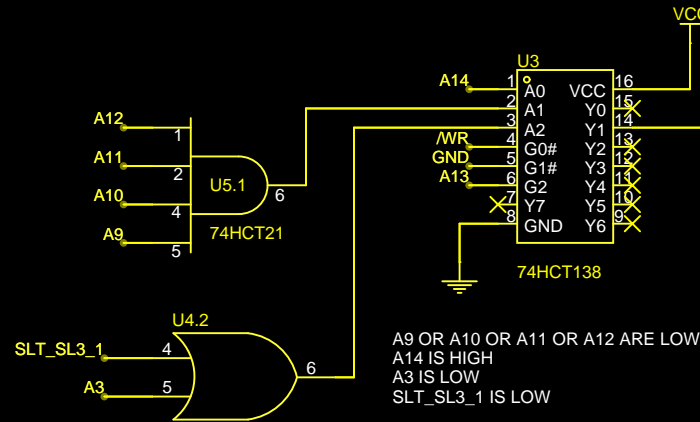 VCC
U3
A14
1
A0
VCC
16
2
A1
Y0
15
3
A2
Y1
14
/WR
4
G0#
Y2
13
GND
5
G1#
Y3
12
A13
6
G2
Y4
11
7
Y7
Y5
10
8
GND
Y6
9
74HCT138
A12
1
A11
2
U5.1
6
A10
4
A9
5
74HCT21
U4.2
SLT_SL3_1
4
6
A3
5
A9 OR A10 OR A11 OR A12 ARE LOW
A14 IS HIGH
A3 IS LOW
SLT_SL3_1 IS LOW